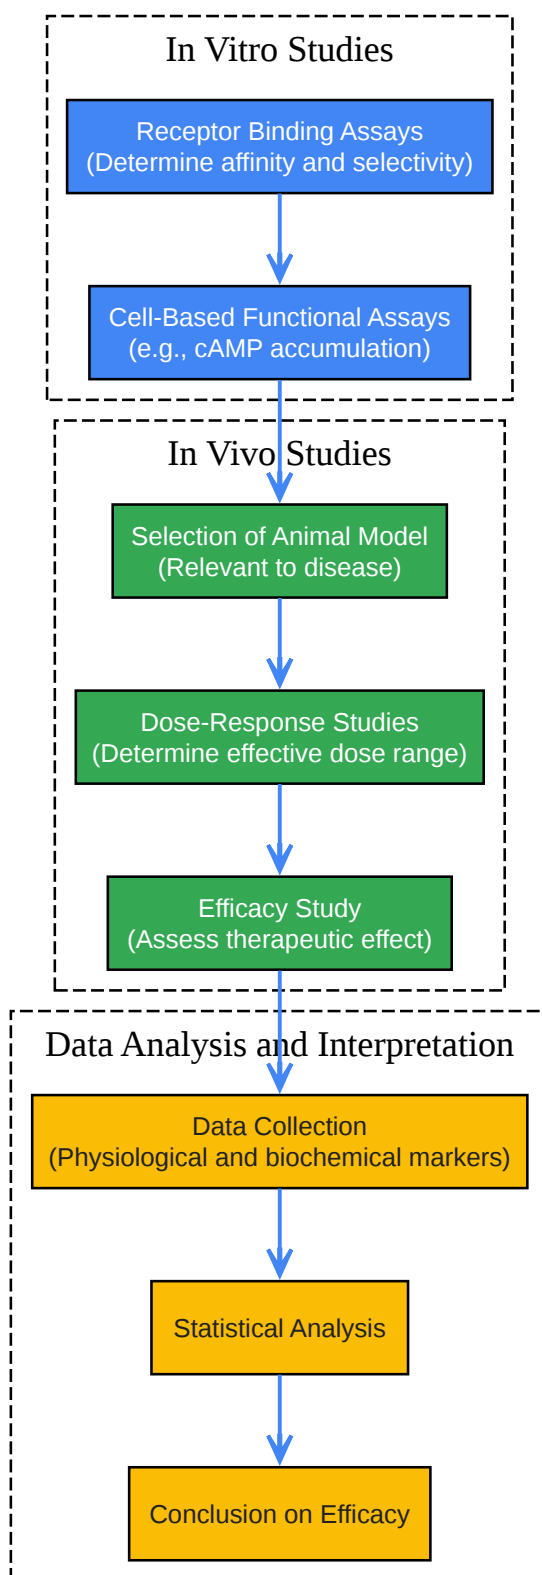 In Vitro Studies
Receptor Binding Assays
(Determine affinity and selectivity)
Cell-Based Functional Assays
(e.g., cAMP accumulation)
In Vivo Studies
Selection of Animal Model
(Relevant to disease)
Dose-Response Studies
(Determine effective dose range)
Efficacy Study
(Assess therapeutic effect)
Data Analysis and Interpretation
Data Collection
(Physiological and biochemical markers)
Statistical Analysis
Conclusion on Efficacy